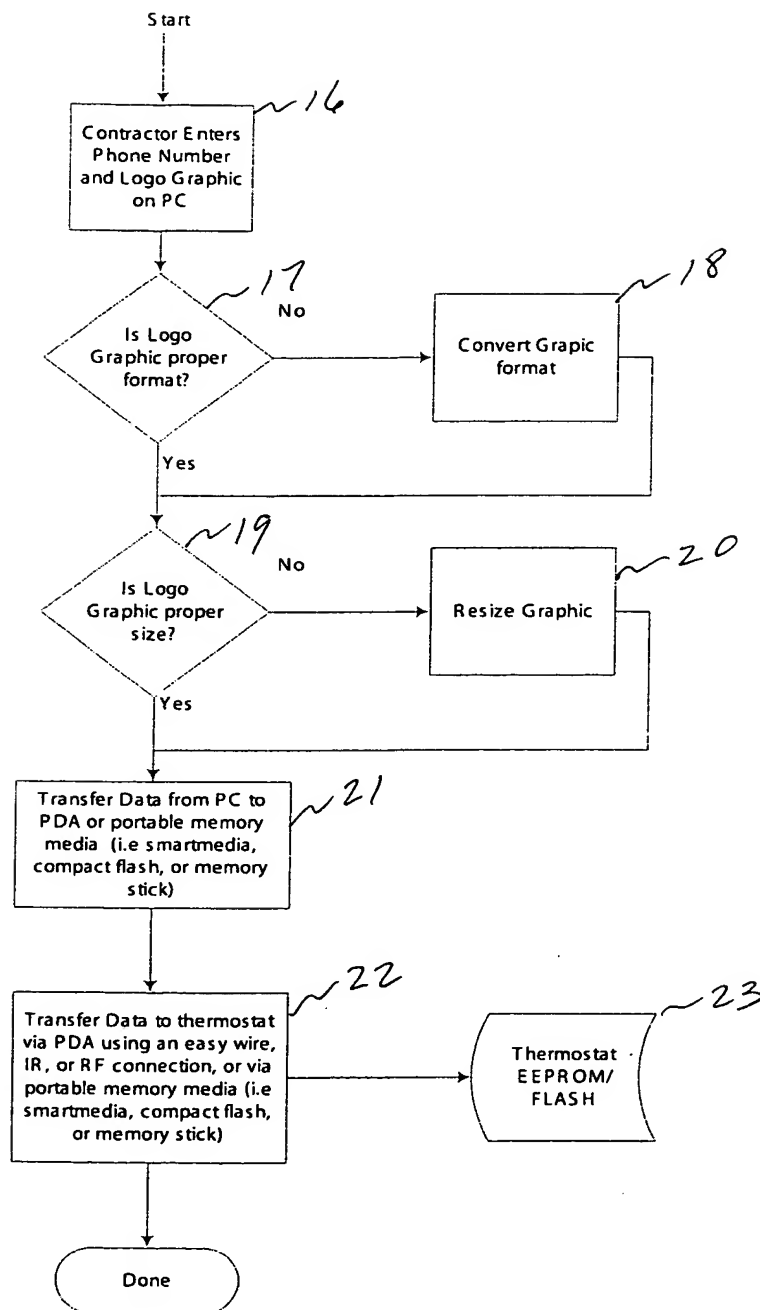 Start
16
Contractor Enters
Phone Number
and Logo Graphic
on PC
17
No
18
Is Logo
Graphic proper
format?
Convert Grapic
format
Yes
19
No
20
Is Logo
Graphic proper
size?
Resize Graphic
Yes
21
Transfer Data from PC to
PDA or portable memory
media (i.e smartmedia,
compact flash, or memory
stick)
22
23
Transfer Data to thermostat
via PDA using an easy wire,
IR, or RF connection, or via
portable memory media (i.e
smartmedia, compact flash,
or memory stick)
Thermostat
EEPROM/
FLASH
Done